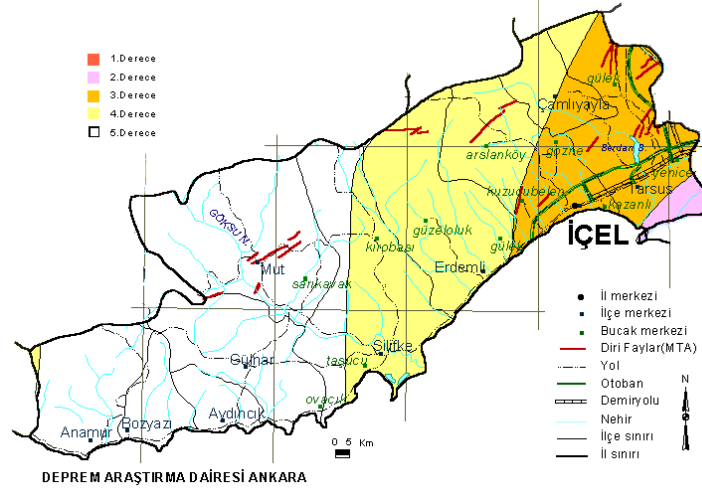 1.Derece
2.Derece
3.Derece
4.Derece
5.Derece
gülek
Çamlıyayla
arslanköy
gözne
Berdan B.
yenice
Tarsus
kuzucubelen
kazanlı
İÇEL
GÖKSU N.
güzeloluk
kırobası
gülek
Erdemli
Mut
sarıkavak
Silifke
taşucu
Gülnar
ovacık
Aydıncık
Bozyazı
Anamur
0 5 Km
İl merkezi
İlçe merkezi
Bucak merkezi
Diri Faylar(MTA)
Yol
Otoban
Demiryolu
Nehir
İlçe sınırı
İl sınırı
N
DEPREM ARAŞTIRMA DAİRESİ ANKARA